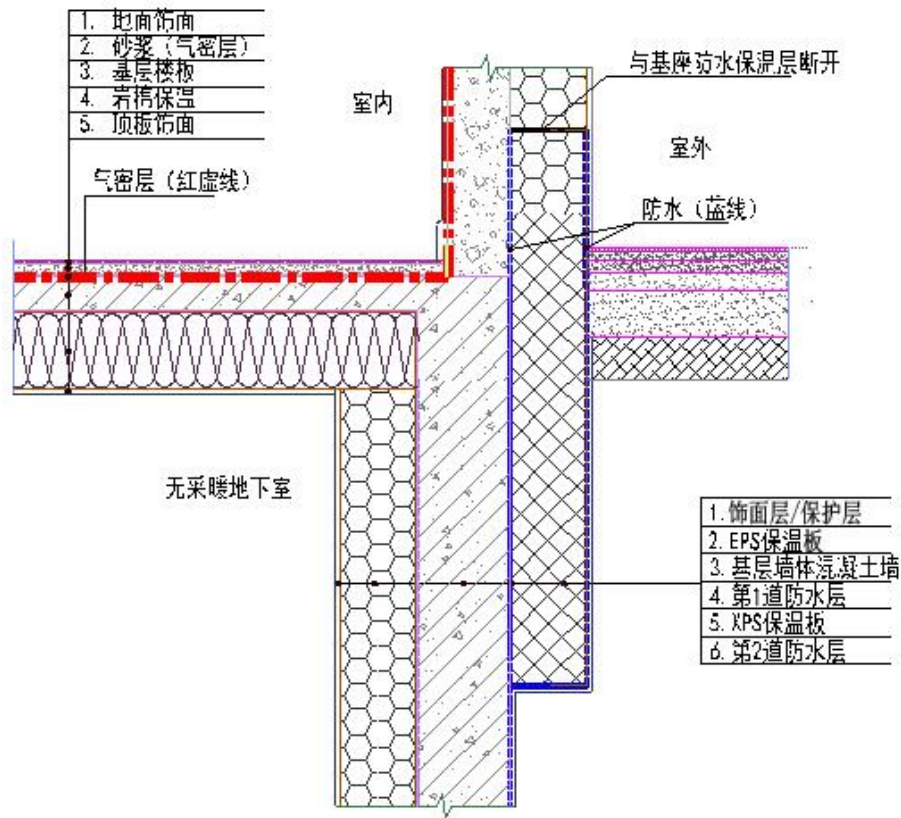 1. 地面饰面
2. 砂浆（气密层）
3. 基层楼板
4. 岩棉保温
5. 顶板饰面
室内
与基座防水保温层断开
室外
气密层（红虚线）
防水（蓝线）
无采暖地下室
1. 饰面层/保护层
2. EPS保温板
3. 基层墙体混凝土墙
4. 第1道防水层
5. XPS保温板
6. 第2道防水层